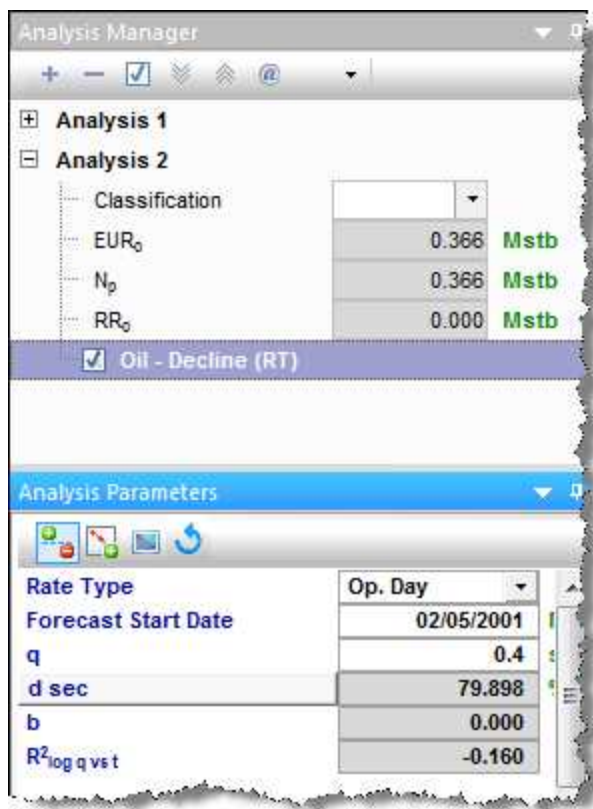 Analysis Manager
@
Analysis 1
Analysis 2
Classification
EURo 0.366 Mstb
Np 0.366 Mstb
RRo 0.000 Mstb
Oil - Decline (RT)
Analysis Parameters
Rate Type Op. Day
Forecast Start Date 02/05/2001
q 0.4
d sec 79.898
b 0.000
R²log q vs t -0.160